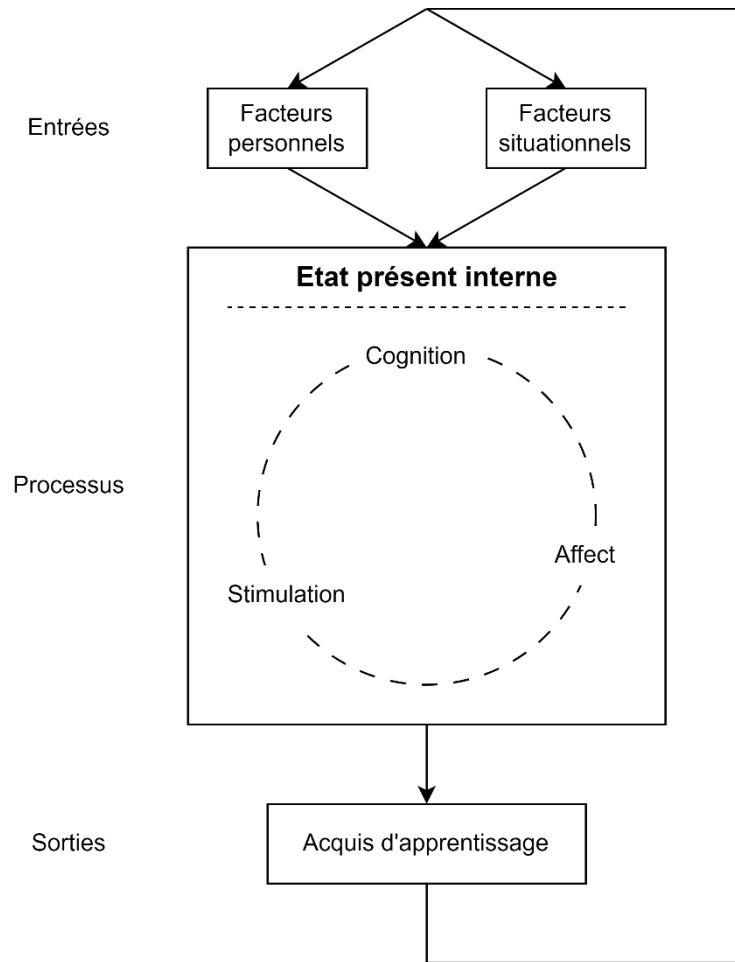 Entrées
Facteurs
personnels
Facteurs
situationnels
Etat présent interne
Cognition
Processus
Affect
Stimulation
Sorties
Acquis d'apprentissage